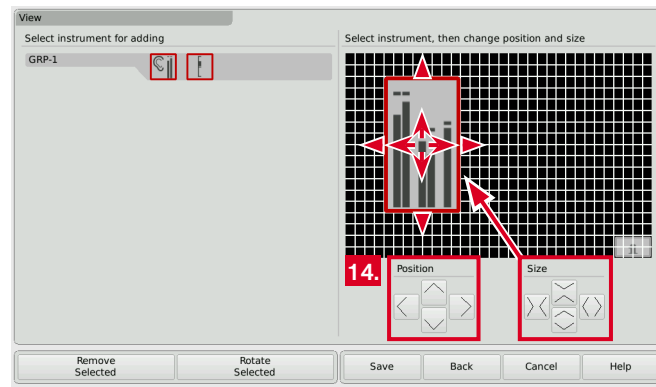 View
Select instrument for adding
Select instrument, then change position and size
GRP-1
14.
Position
Size
Remove
Selected
Rotate
Selected
Save
Back
Cancel
Help